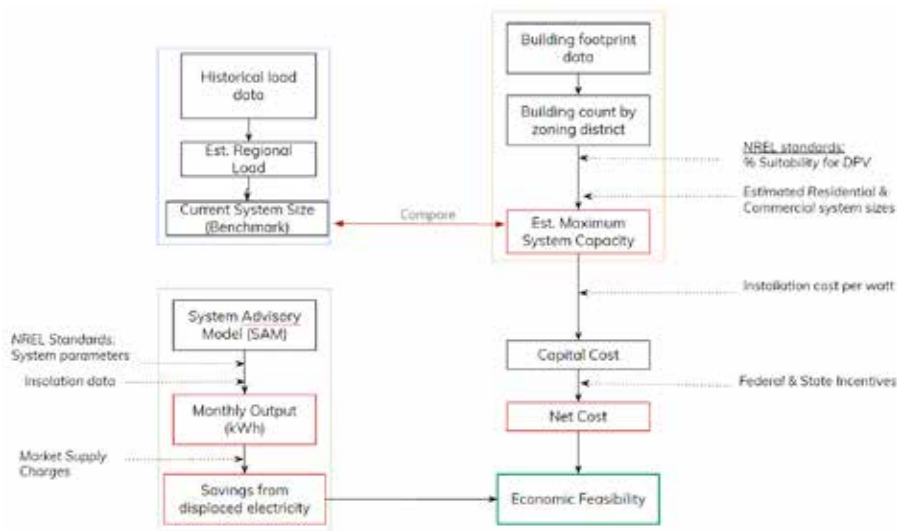 Historical load
data
Est. Regional
Load
Current System Size
(Benchmark)
Compare
Building footprint
data
Building count by
zoning district
NREL standards:
% Suitability for DPV
Estimated Residential &
Commercial system sizes
Est. Maximum
System Capacity
Installation cost per watt
Capital Cost
Federal & State Incentives
Net Cost
Economic Feasibility
System Advisory
Model (SAM)
NREL Standards:
System parameters
Insolation data
Monthly Output
(kWh)
Market Supply
Charges
Savings from
displaced electricity